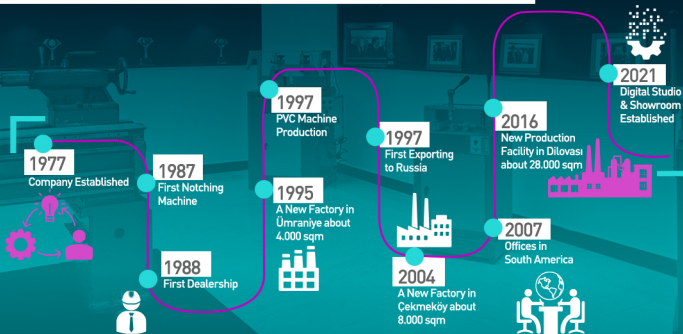 1977
Company Established
1987
First Notching
Machine
1988
First Dealership
1995
A New Factory in
Ümraniye about
4.000 sqm
1997
PVC Machine
Production
1997
First Exporting
to Russia
2004
A New Factory in
Çekmeköy about
8.000 sqm
2007
Offices in
South America
2016
New Production
Facility in Dilovası
about 28.000 sqm
2021
Digital Studio
& Showroom
Established